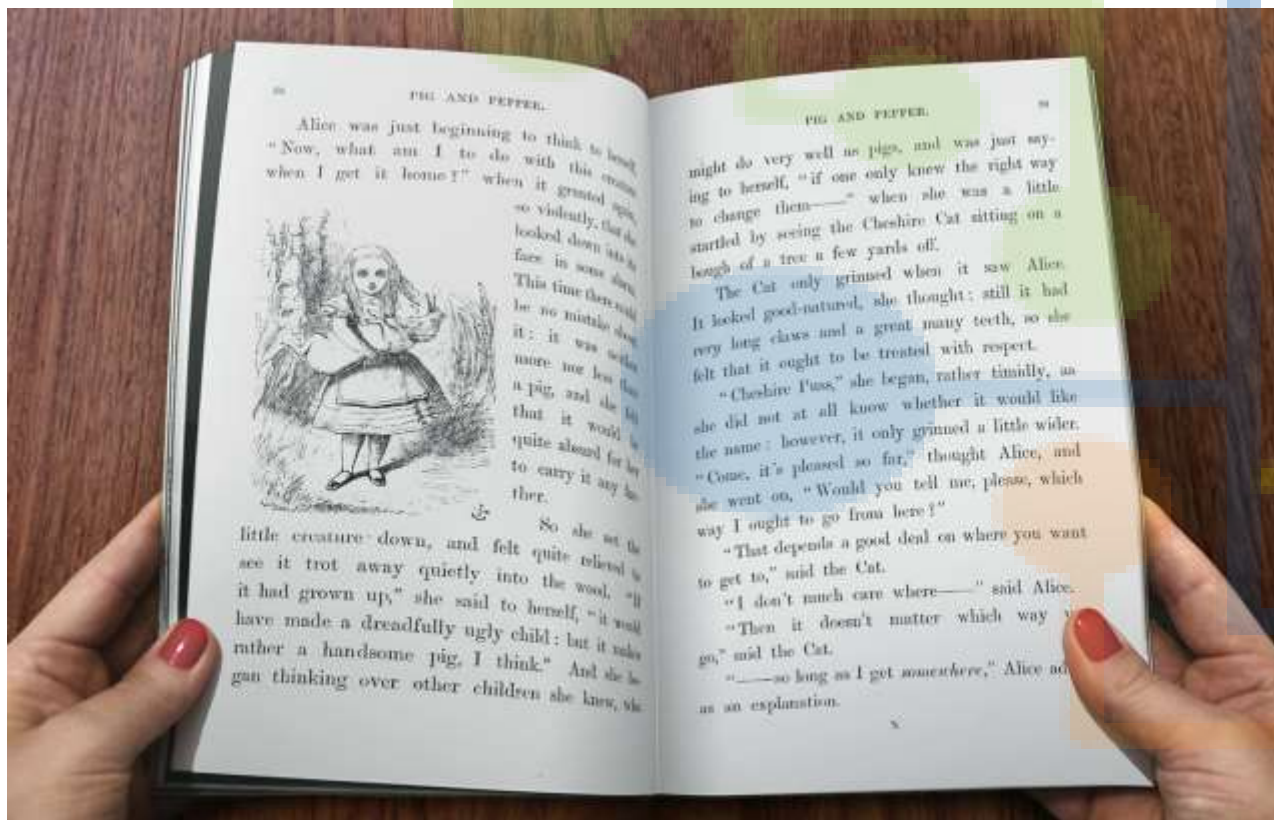 PIG AND PEPPER.
Alice was just beginning to think to herself,
"Now, what am I to do with this creature
when I get it home?" when it grunted again,
so violently, that she
looked down into its
face in some alarm.
This time there could
be no mistake about
it: it was neither
more nor less than
a pig, and she felt
that it would be
quite absurd for her
to carry it any
ther.
So she set the
little creature down, and felt quite relieved to
see it trot away quietly into the wood. "If
it had grown up," she said to herself, "it would
have made a dreadfully ugly child: but it makes
rather a handsome pig, I think." And she be-
gan thinking over other children she knew, who
PIG AND PEPPER.
might do very well as pigs, and was just say-
ing to herself, "if one only knew the right way
to change them——" when she was a little
startled by seeing the Cheshire Cat sitting on a
bough of a tree a few yards off.
The Cat only grinned when it saw Alice.
It looked good-natured, she thought: still it had
very long claws and a great many teeth, so she
felt that it ought to be treated with respect.
"Cheshire Puss," she began, rather timidly, as
she did not at all know whether it would like
the name: however, it only grinned a little wider.
"Come, it's pleased so far," thought Alice, and
she went on, "Would you tell me, please, which
way I ought to go from here?"
"That depends a good deal on where you want
to get to," said the Cat.
"I don't much care where——" said Alice.
"Then it doesn't matter which way
go," said the Cat.
"——so long as I get somewhere," Alice
as an explanation.